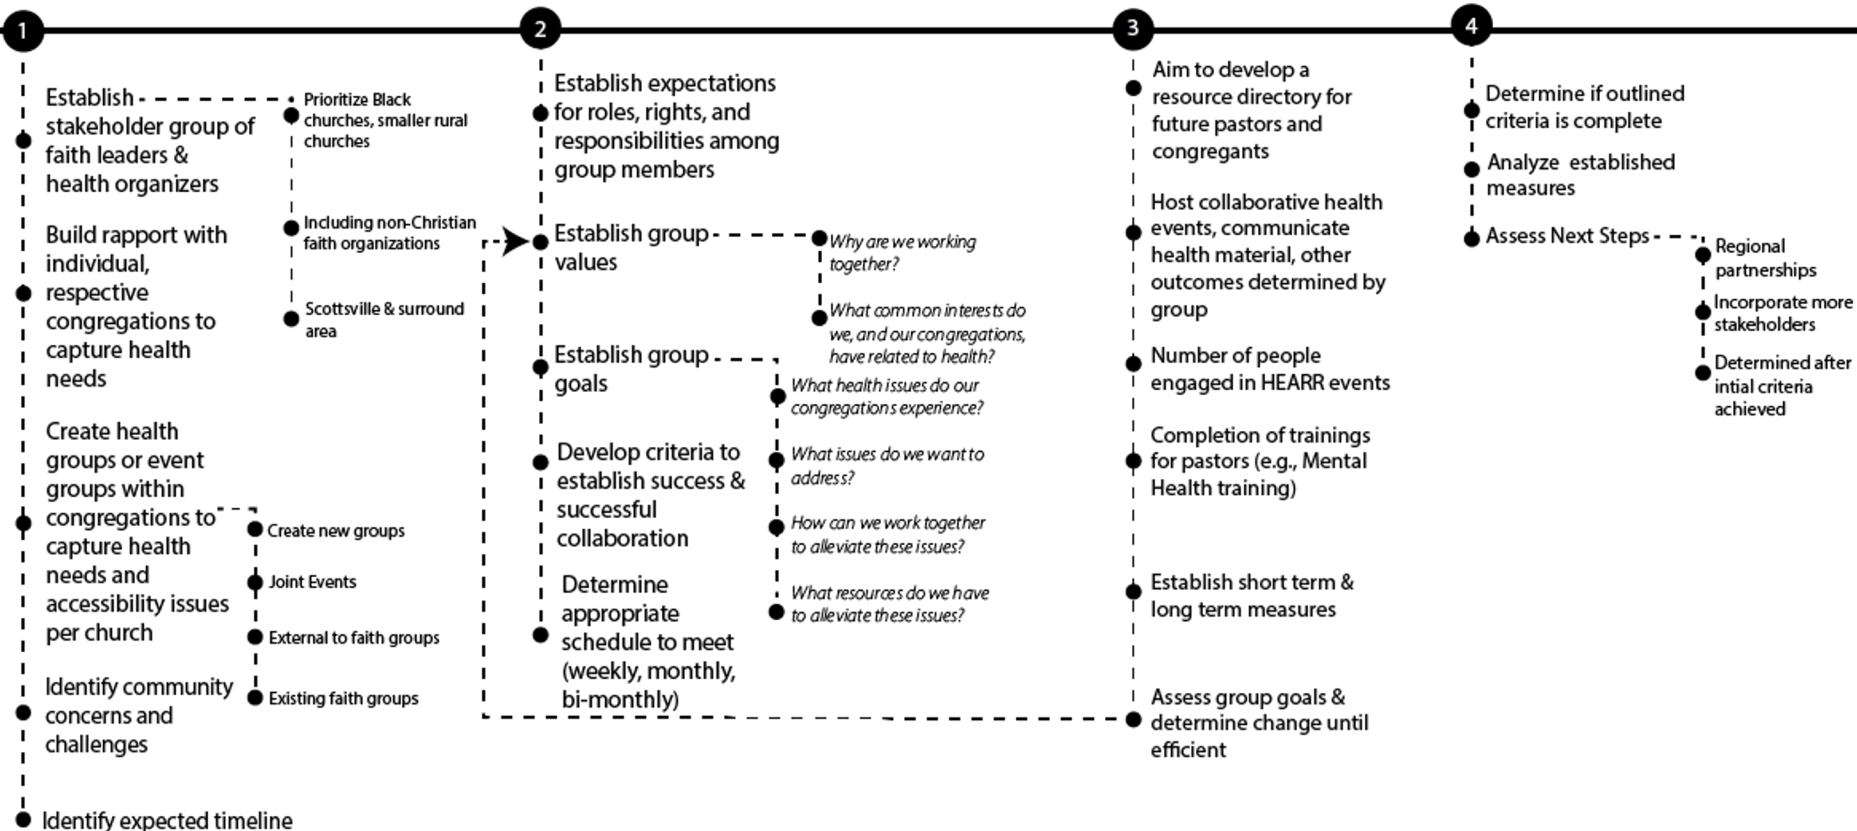 1
Establish
stakeholder group of
faith leaders &
health organizers
Prioritize Black
churches, smaller rural
churches
Including non-Christian
faith organizations
Scottsville & surround
area
Build rapport with
individual,
respective
congregations to
capture health
needs
Create health
groups or event
groups within
congregations to
capture health
needs and
accessibility issues
per church
Create new groups
Joint Events
External to faith groups
Existing faith groups
Identify community
concerns and
challenges
Identify expected timeline
2
Establish expectations
for roles, rights, and
responsibilities among
group members
Establish group
values
Why are we working
together?
What common interests do
we, and our congregations,
have related to health?
Establish group
goals
What health issues do our
congregations experience?
What issues do we want to
address?
How can we work together
to alleviate these issues?
What resources do we have
to alleviate these issues?
Develop criteria to
establish success &
successful
collaboration
Determine
appropriate
schedule to meet
(weekly, monthly,
bi-monthly)
3
Aim to develop a
resource directory for
future pastors and
congregants
Host collaborative health
events, communicate
health material, other
outcomes determined by
group
Number of people
engaged in HEARR events
Completion of trainings
for pastors (e.g., Mental
Health training)
Establish short term &
long term measures
Assess group goals &
determine change until
efficient
4
Determine if outlined
criteria is complete
Analyze established
measures
Assess Next Steps
Regional
partnerships
Incorporate more
stakeholders
Determined after
intial criteria
achieved